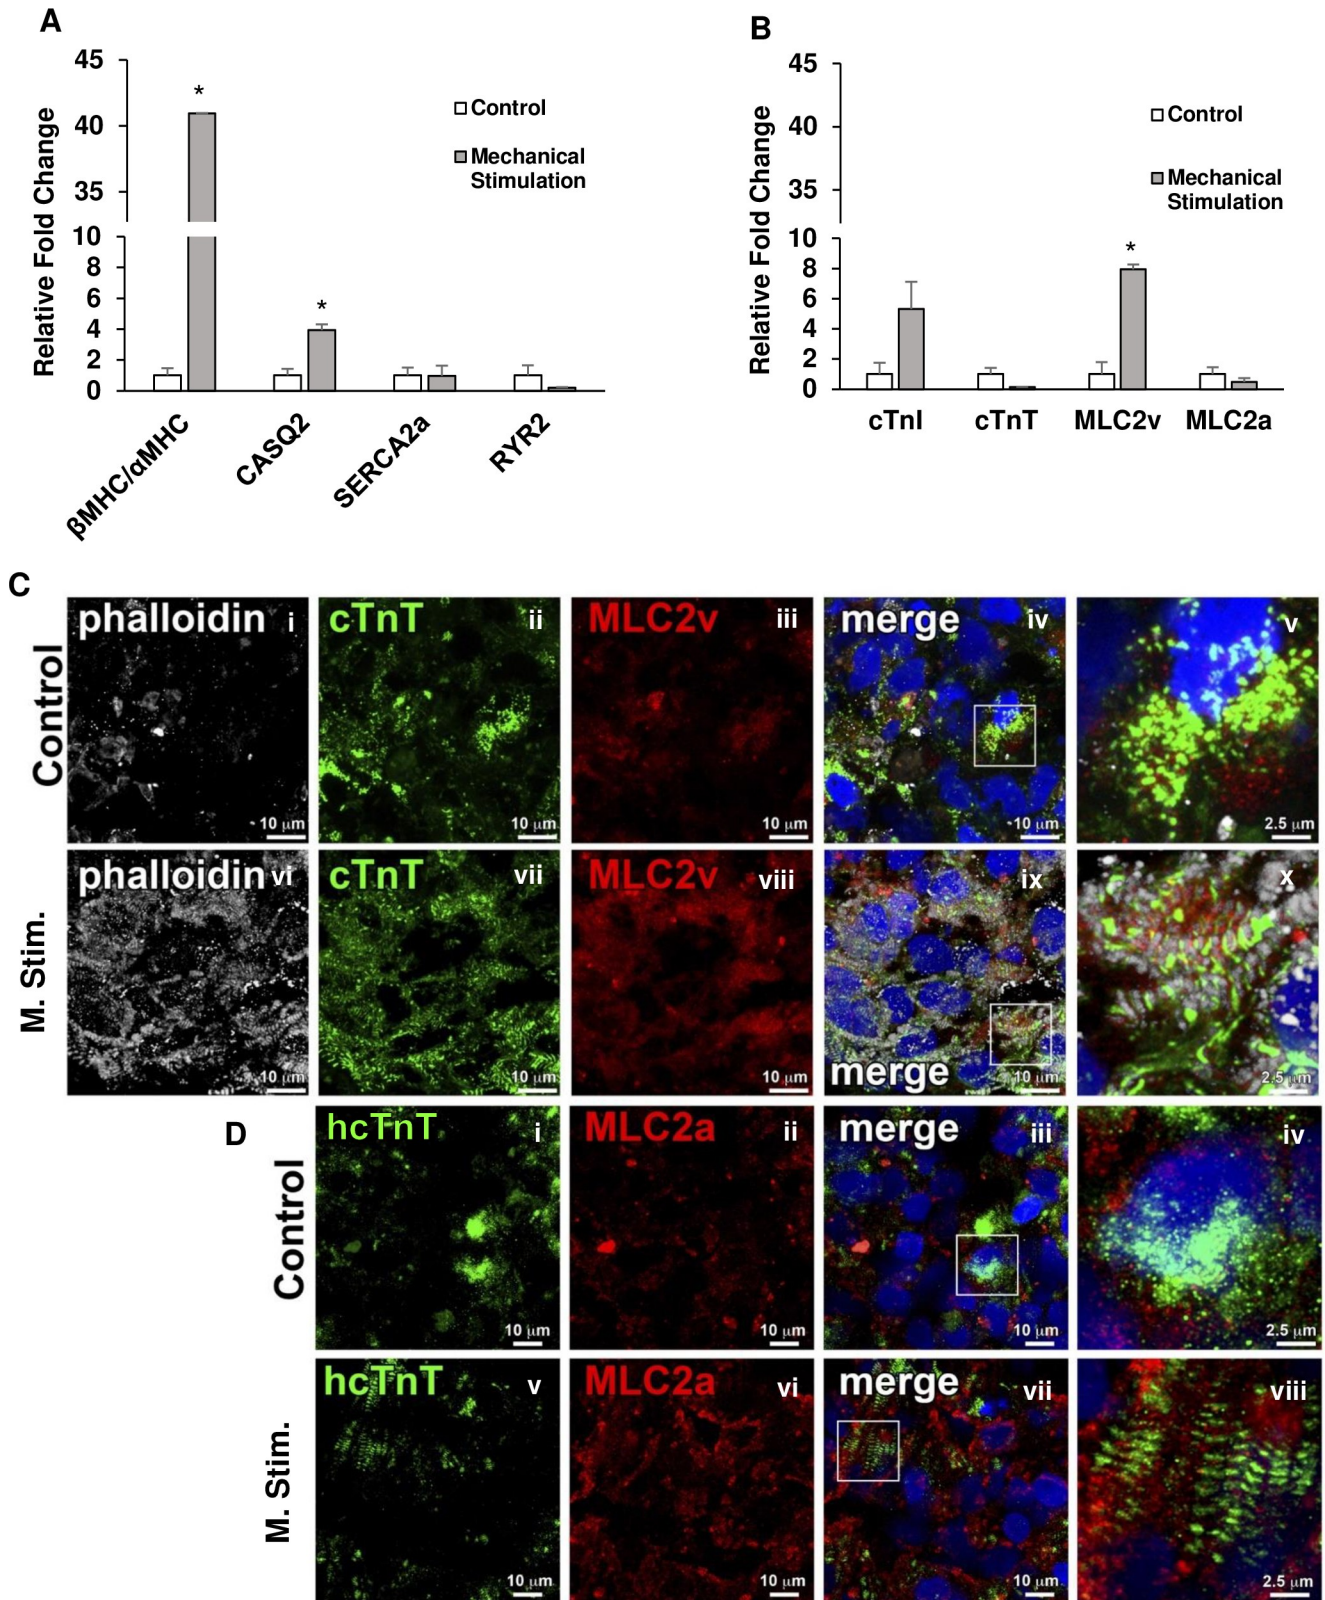 A
B
45
40
35
10
8
6
4
2
0
Relative Fold Change
*
*
Control
Mechanical
Stimulation
βMHC/αMHC
CASQ2
SERCA2a
RYR2
45
40
35
10
8
6
4
2
0
Relative Fold Change
*
Control
Mechanical
Stimulation
cTnI
cTnT
MLC2v
MLC2a
C
Control
phalloidin i
10 µm
cTnT ii
10 µm
MLC2v iii
10 µm
merge iv
10 µm
v
2.5 µm
M. Stim.
phalloidin vi
10 µm
cTnT vii
10 µm
MLC2v viii
10 µm
ix
merge
10 µm
x
2.5 µm
D
Control
hcTnT i
10 µm
MLC2a ii
10 µm
merge iii
10 µm
iv
2.5 µm
M. Stim.
hcTnT v
10 µm
MLC2a vi
10 µm
merge vii
10 µm
viii
2.5 µm